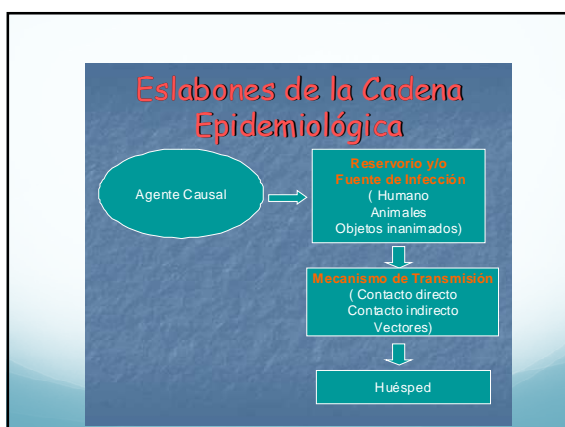 Eslabones de la Cadena
Epidemiológica
Agente Causal
Reservorio y/o
Fuente de Infección
( Humano
Animales
Objetos inanimados)
Mecanismo de Transmisión
( Contacto directo
Contacto indirecto
Vectores)
Huésped